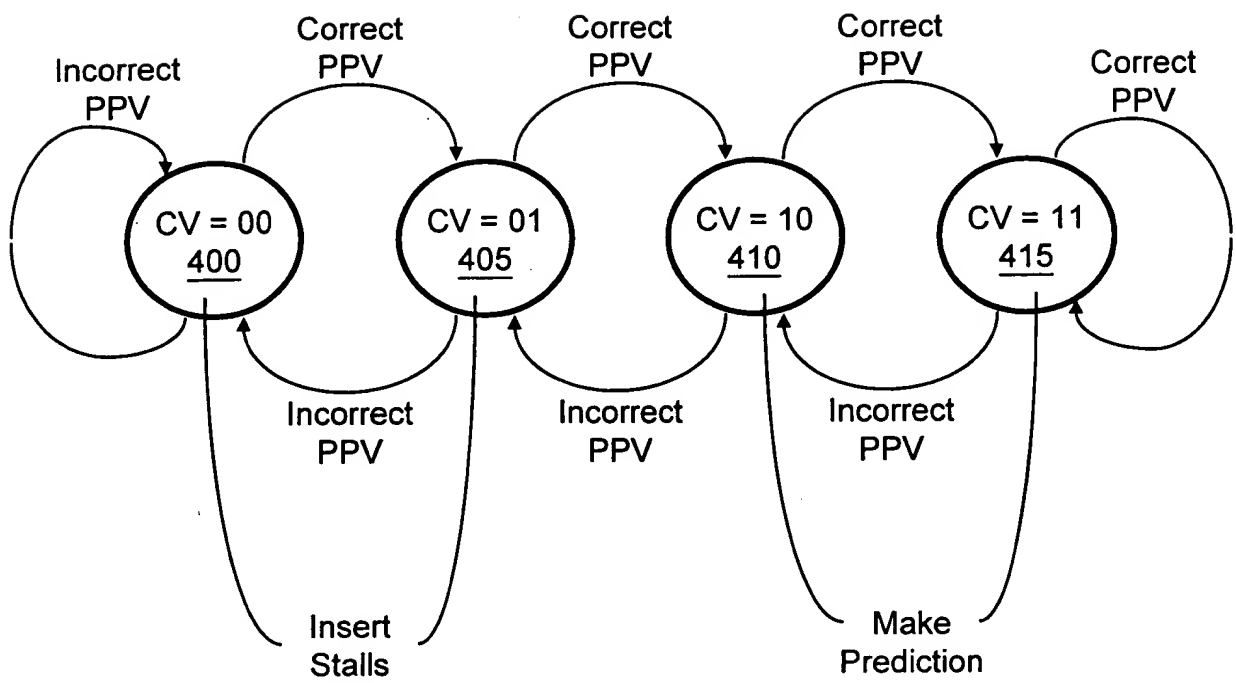 Incorrect
PPV
Correct
PPV
Correct
PPV
Correct
PPV
Correct
PPV
CV = 00
400
CV = 01
405
CV = 10
410
CV = 11
415
Incorrect
PPV
Incorrect
PPV
Incorrect
PPV
Insert
Stalls
Make
Prediction